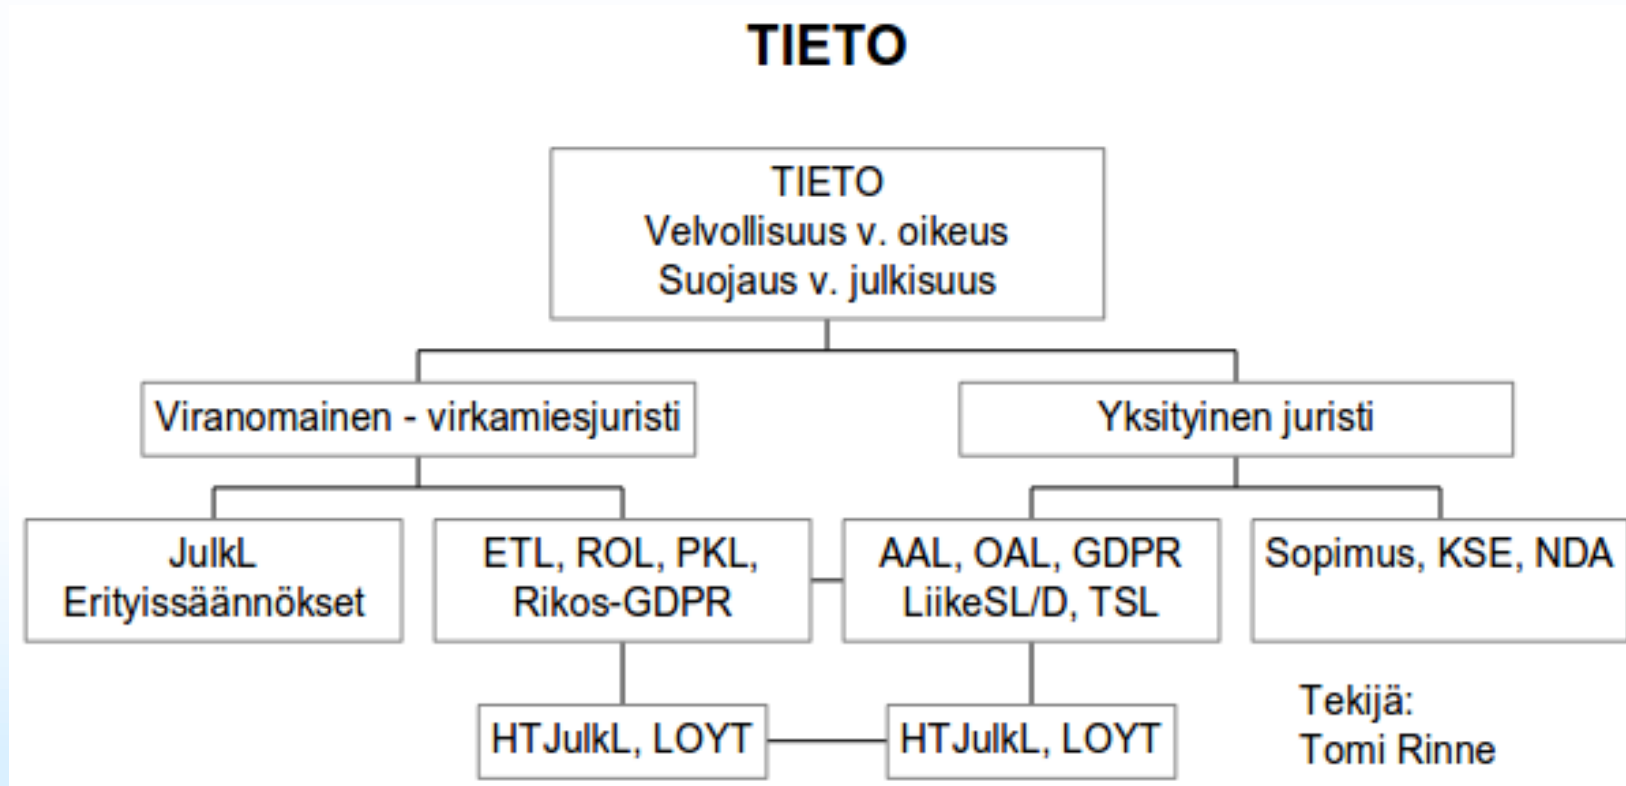 TIETO
TIETO
Velvollisuus v. oikeus
Suojaus v. julkisuus
Viranomainen - virkamiesjuristi
Yksityinen juristi
JulkL
Erityissäännökset
ETL, ROL, PKL,
Rikos-GDPR
AAL, OAL, GDPR
LiikeSL/D, TSL
Sopimus, KSE, NDA
HTJulkL, LOYT
HTJulkL, LOYT
Tekijä:
Tomi Rinne